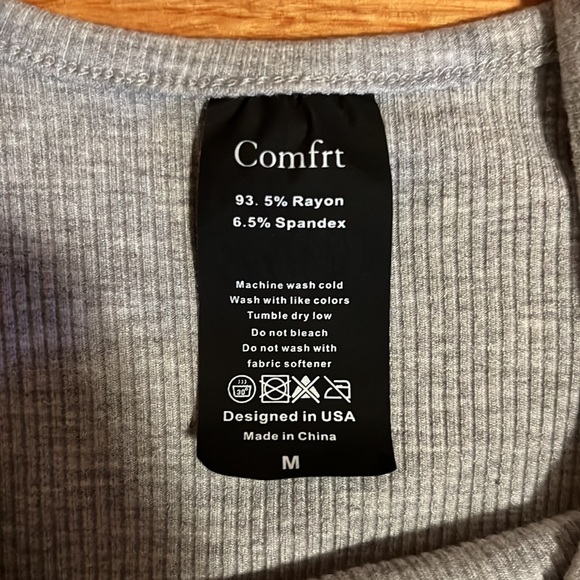 Comfrt
93. 5% Rayon
6.5% Spandex
Machine wash cold
Wash with like colors
Tumble dry low
Do not bleach
Do not wash with
fabric softener
30°
Designed in USA
Made in China
M